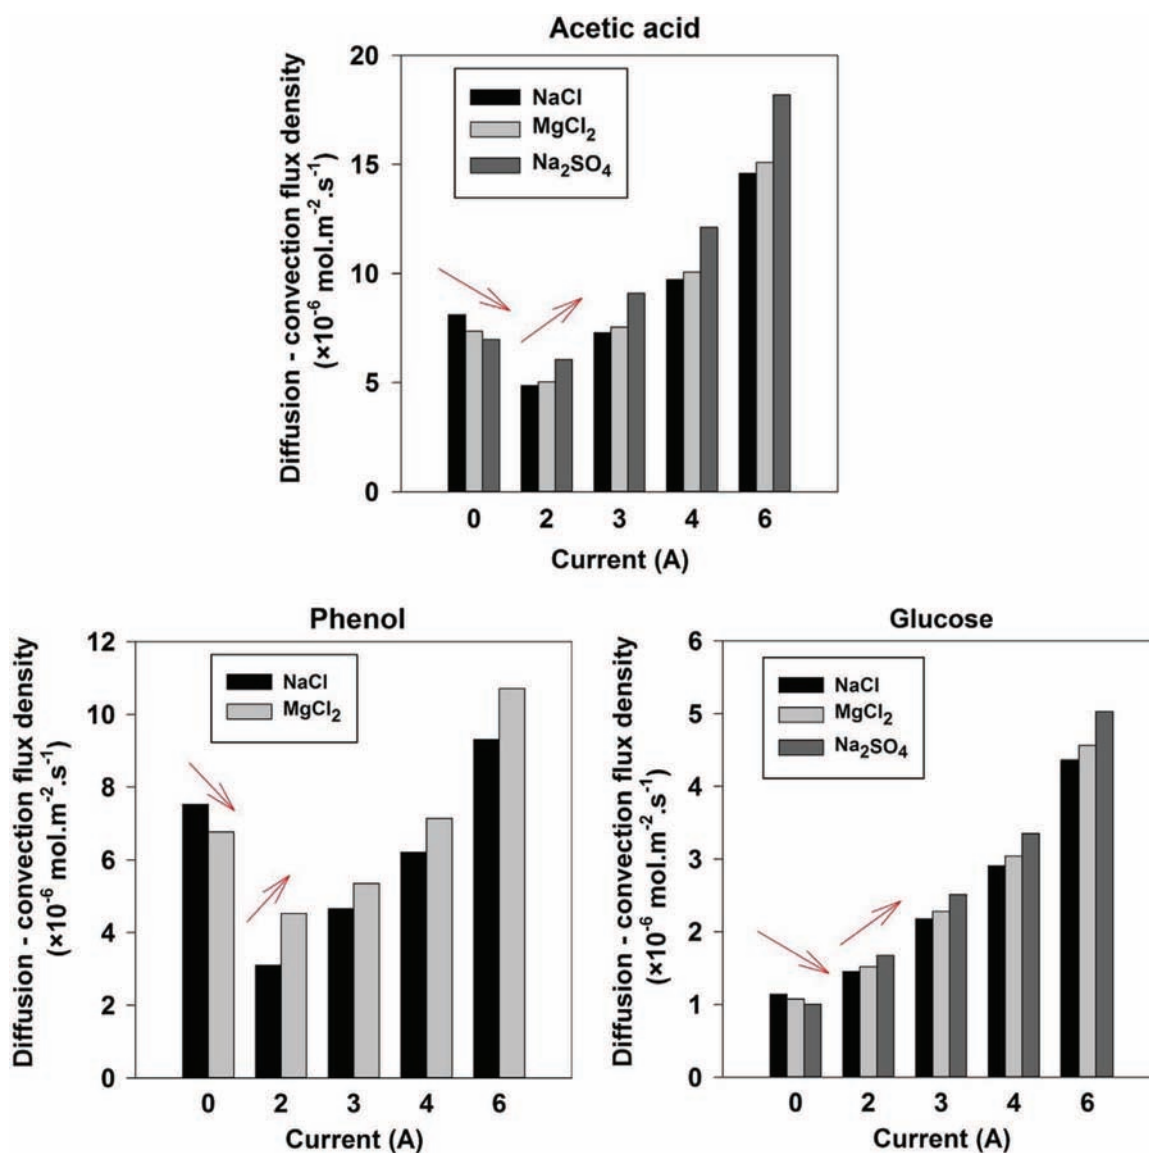 Acetic acid
Diffusion - convection flux density
(×10⁻⁶ mol.m⁻².s⁻¹)
20
15
10
5
0
NaCl
MgCl₂
Na₂SO₄
0 2 3 4 6
Current (A)
Phenol
Diffusion - convection flux density
(×10⁻⁶ mol.m⁻².s⁻¹)
12
10
8
6
4
2
0
NaCl
MgCl₂
0 2 3 4 6
Current (A)
Glucose
Diffusion - convection flux density
(×10⁻⁶ mol.m⁻².s⁻¹)
6
5
4
3
2
1
0
NaCl
MgCl₂
Na₂SO₄
0 2 3 4 6
Current (A)